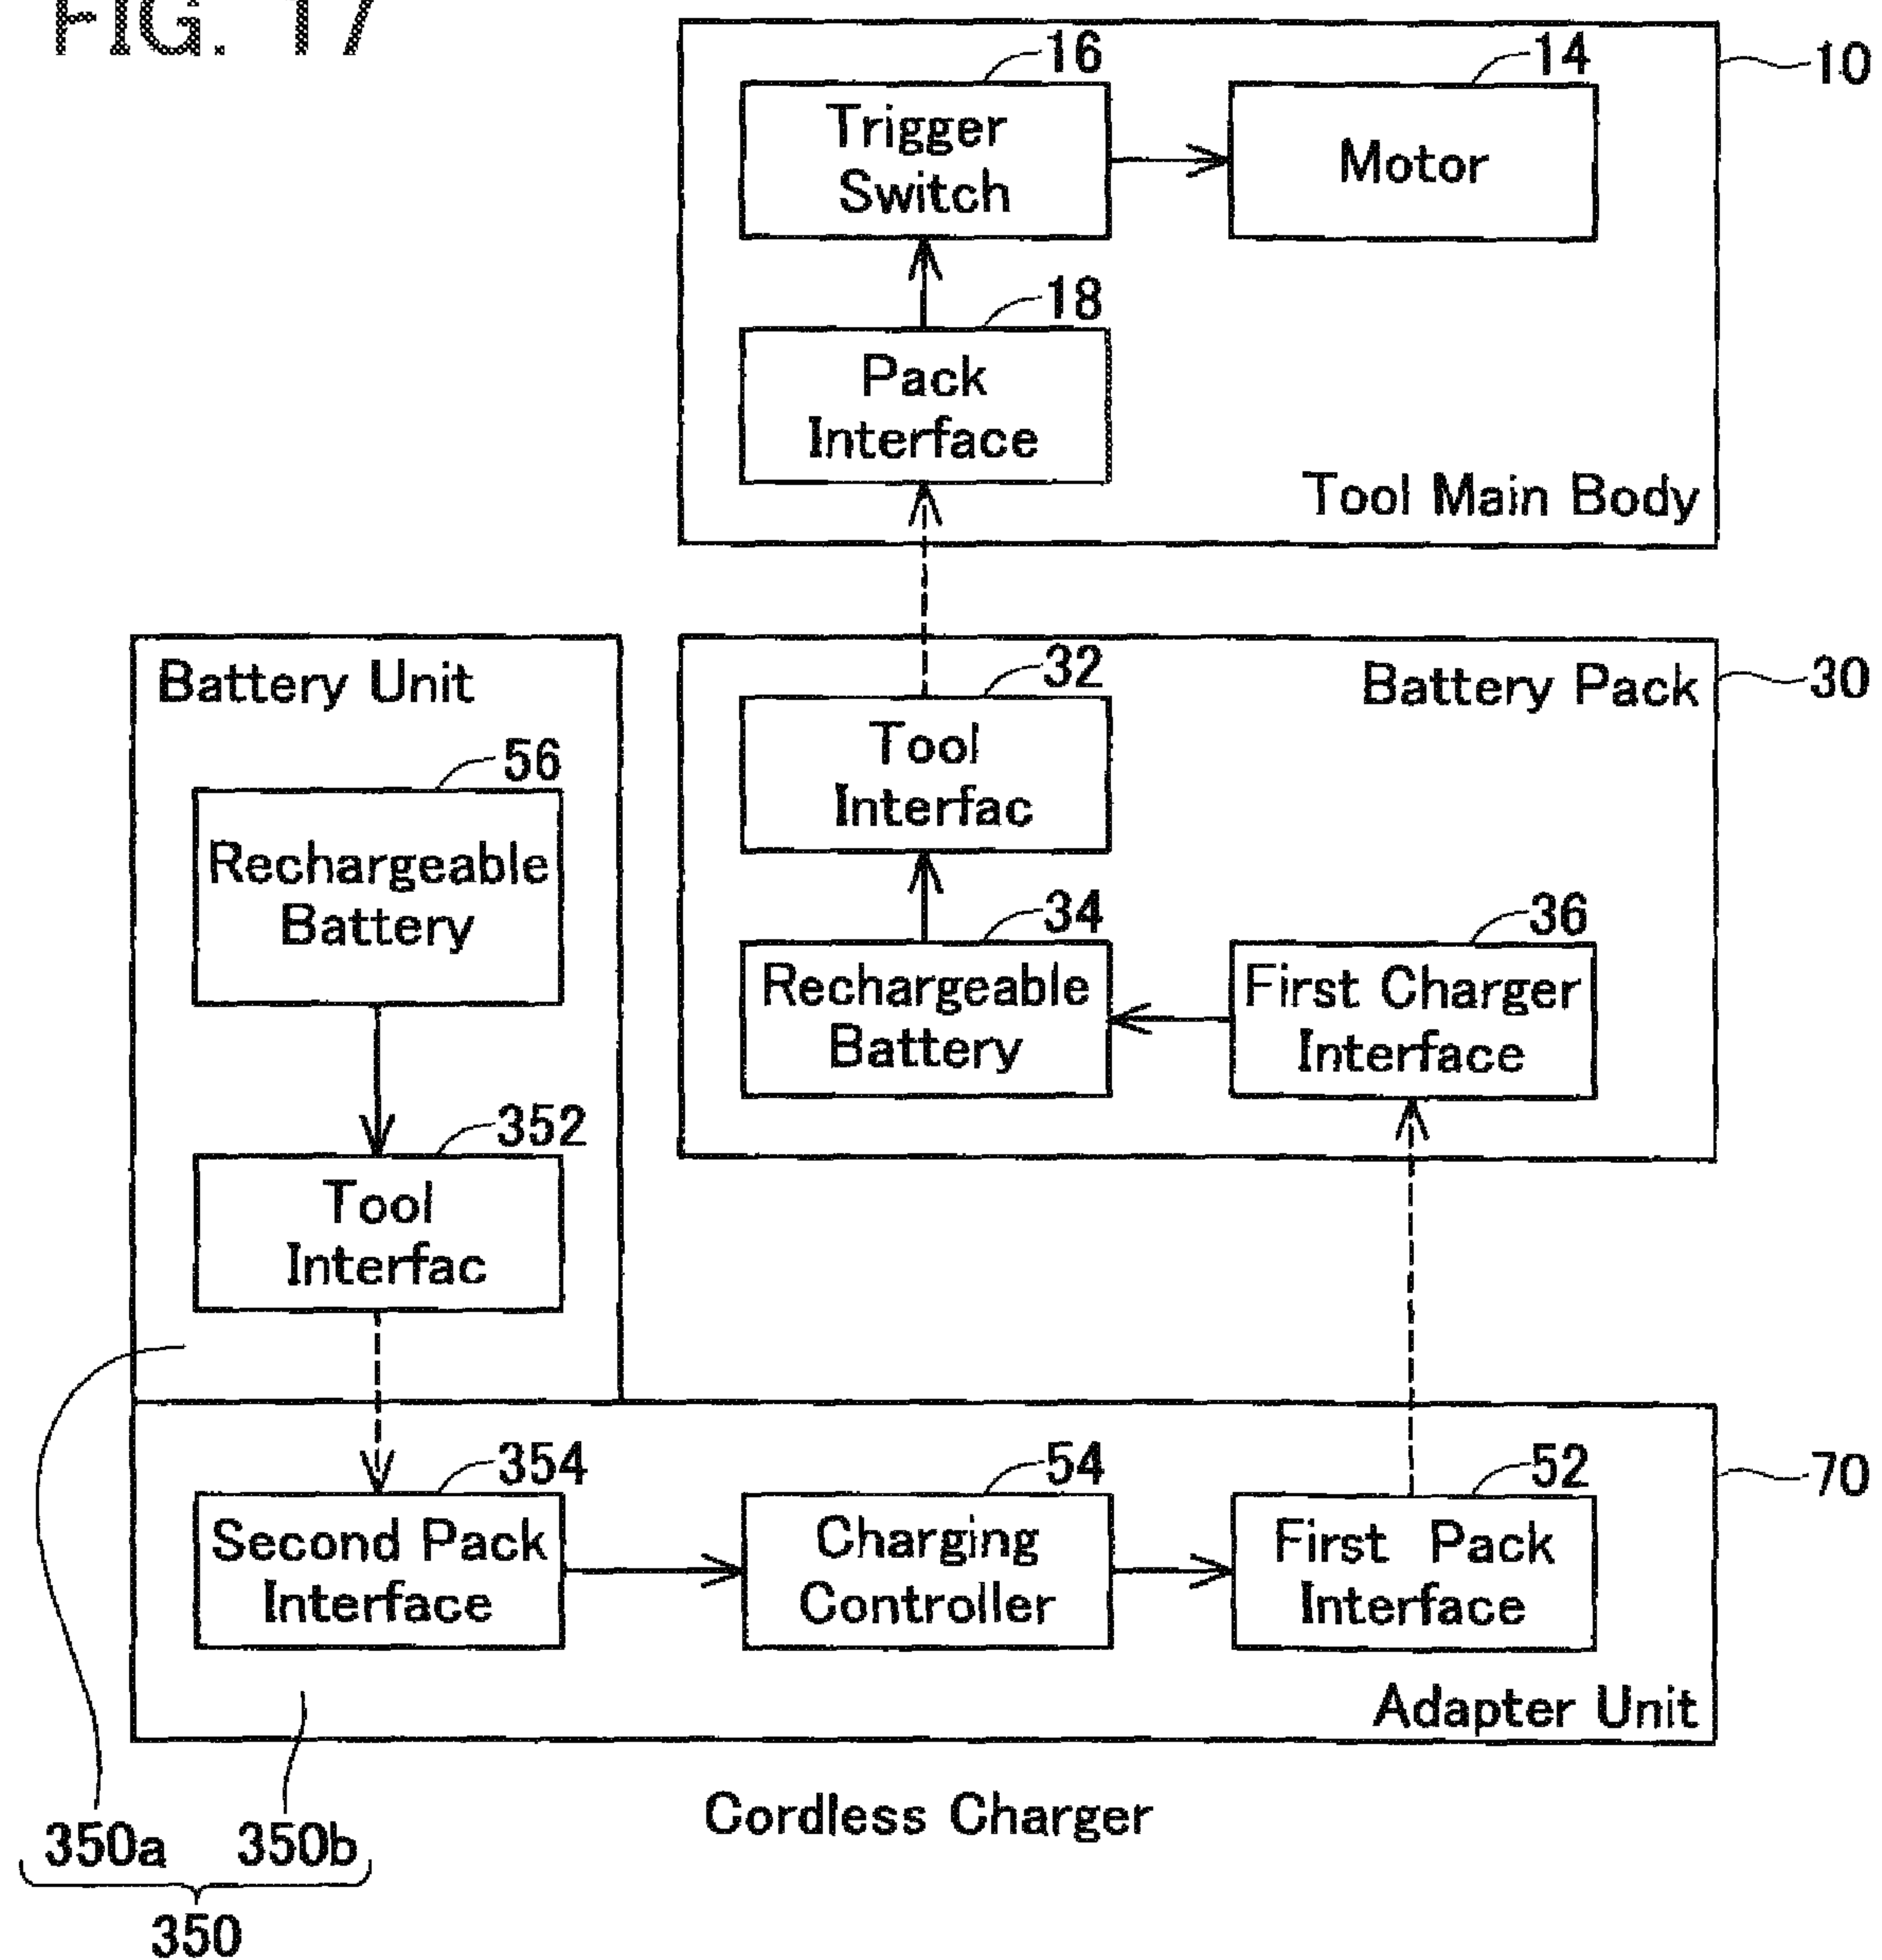 FIG. 17
16
14
10
Trigger
Switch
Motor
18
Pack
Interface
Tool Main Body
Battery Unit
32
Battery Pack
30
Tool
Interfac
56
Rechargeable
Battery
34
36
Rechargeable
Battery
First Charger
Interface
352
Tool
Interfac
354
54
52
70
Second Pack
Interface
Charging
Controller
First Pack
Interface
Adapter Unit
Cordless Charger
350a
350b
350